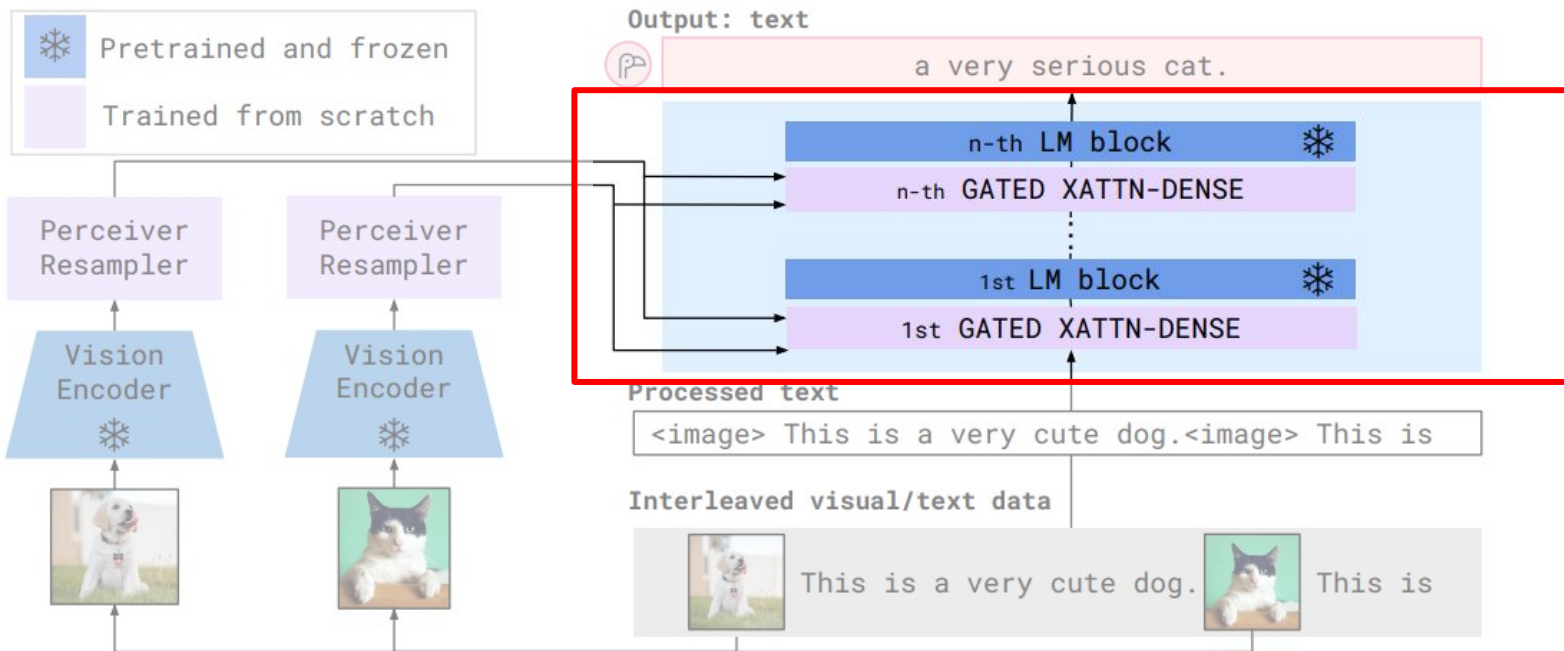 Pretrained and frozen
Trained from scratch
Output: text
a very serious cat.
n-th LM block
n-th GATED XATTN-DENSE
1st LM block
1st GATED XATTN-DENSE
Perceiver
Resampler
Perceiver
Resampler
Vision
Encoder
Vision
Encoder
Processed text
<image> This is a very cute dog.<image> This is
Interleaved visual/text data
This is a very cute dog.
This is